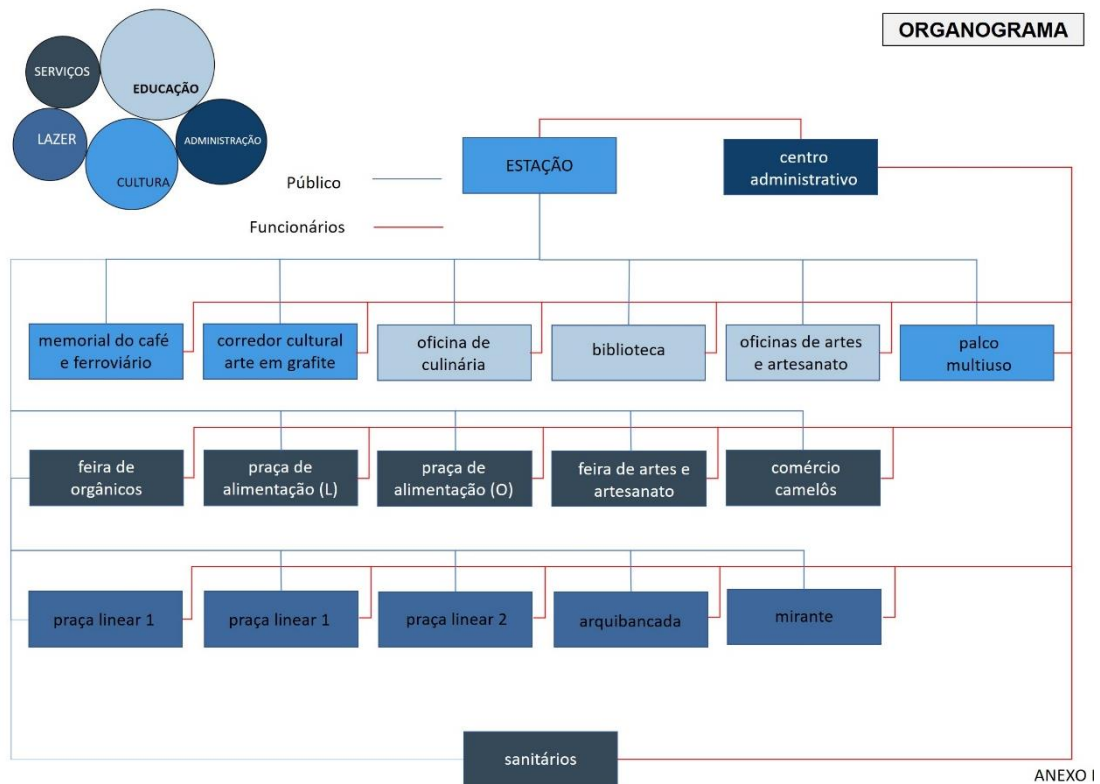 ORGANOGRAMA
SERVIÇOS
EDUCAÇÃO
LAZER
ADMINISTRAÇÃO
CULTURA
Público
Funcionários
ESTAÇÃO
centro
administrativo
memorial do café
e ferroviário
corredor cultural
arte em grafite
oficina de
culinária
biblioteca
oficinas de artes
e artesanato
palco
multiuso
feira de
orgânicos
praça de
alimentação (L)
praça de
alimentação (O)
feira de artes e
artesanato
comércio
camelôs
praça linear 1
praça linear 1
praça linear 2
arquibancada
mirante
sanitários
ANEXO I